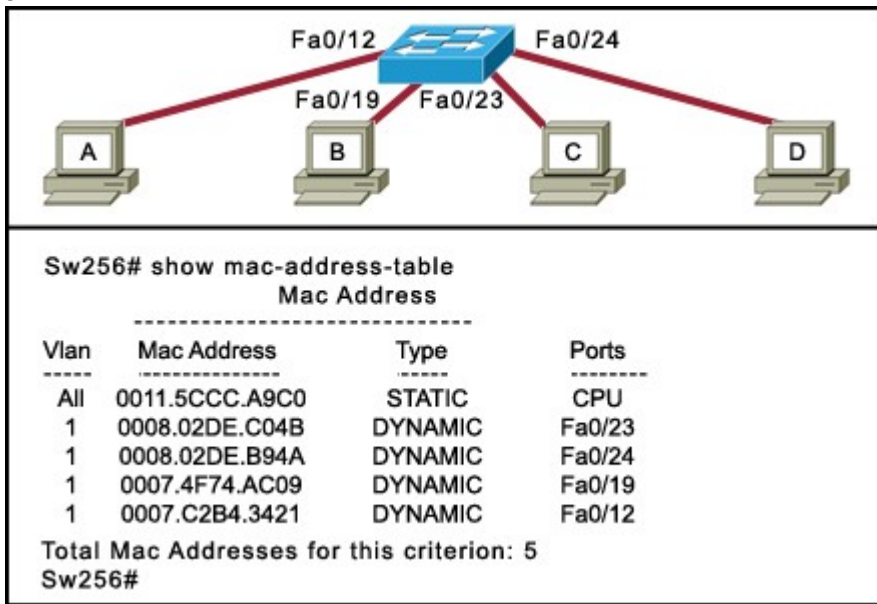 Fa0/12 Fa0/24
Fa0/19 Fa0/23
A B C D
Sw256# show mac-address-table
Mac Address
-------------------------------
Vlan Mac Address Type Ports
----- -------------- ----- --------
All 0011.5CCC.A9C0 STATIC CPU
1 0008.02DE.C04B DYNAMIC Fa0/23
1 0008.02DE.B94A DYNAMIC Fa0/24
1 0007.4F74.AC09 DYNAMIC Fa0/19
1 0007.C2B4.3421 DYNAMIC Fa0/12
Total Mac Addresses for this criterion: 5
Sw256#